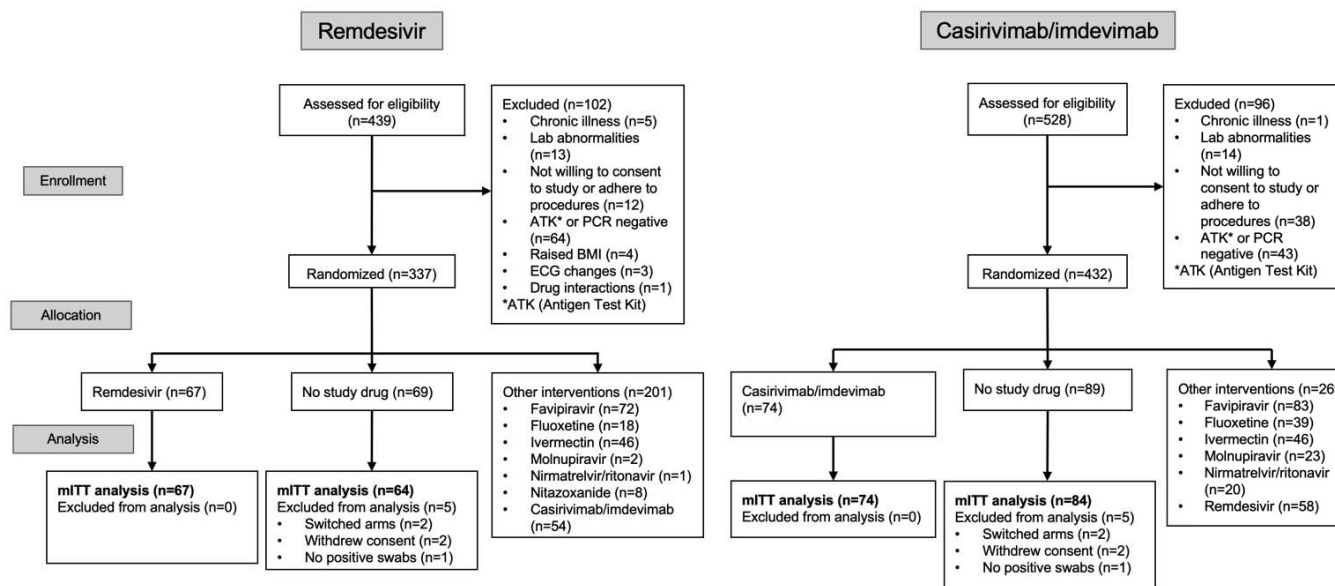 Remdesivir
Assessed for eligibility
(n=439)
Excluded (n=102)
• Chronic illness (n=5)
• Lab abnormalities
(n=13)
• Not willing to consent
to study or adhere to
procedures (n=12)
• ATK* or PCR negative
(n=64)
• Raised BMI (n=4)
• ECG changes (n=3)
• Drug interactions (n=1)
*ATK (Antigen Test Kit)
Enrollment
Randomized (n=337)
Allocation
Remdesivir (n=67)
No study drug (n=69)
Other interventions (n=201)
• Favipiravir (n=72)
• Fluoxetine (n=18)
• Ivermectin (n=46)
• Molnupiravir (n=2)
• Nirmatrelvir/ritonavir (n=1)
• Nitazoxanide (n=8)
• Casirivimab/imdevimab
(n=54)
Analysis
mITT analysis (n=67)
Excluded from analysis (n=0)
mITT analysis (n=64)
Excluded from analysis (n=5)
• Switched arms (n=2)
• Withdrew consent (n=2)
• No positive swabs (n=1)
Casirivimab/imdevimab
Assessed for eligibility
(n=528)
Excluded (n=96)
• Chronic illness (n=1)
• Lab abnormalities
(n=14)
• Not willing to
consent to study or
adhere to
procedures (n=38)
• ATK* or PCR
negative (n=43)
*ATK (Antigen Test Kit)
Randomized (n=432)
Casirivimab/imdevimab
(n=74)
No study drug (n=89)
Other interventions (n=26
• Favipiravir (n=83)
• Fluoxetine (n=39)
• Ivermectin (n=46)
• Molnupiravir (n=23)
• Nirmatrelvir/ritonavir
(n=20)
• Remdesivir (n=58)
mITT analysis (n=74)
Excluded from analysis (n=0)
mITT analysis (n=84)
Excluded from analysis (n=5)
• Switched arms (n=2)
• Withdrew consent (n=2)
• No positive swabs (n=1)